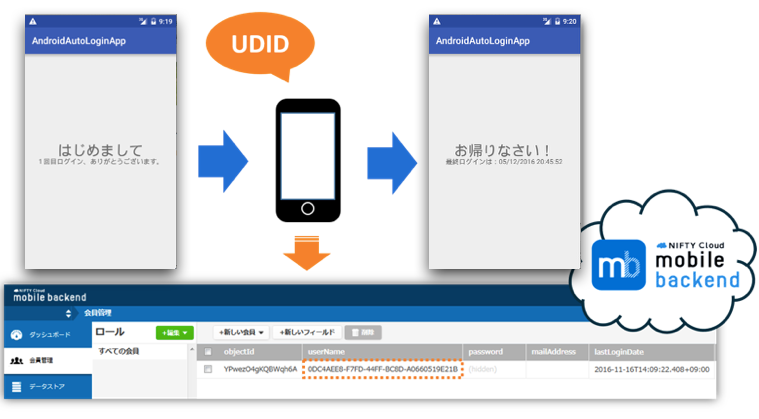 9:19
AndroidAutoLoginApp
はじめまして
1回目ログイン、ありがとうございます。
UDID
9:20
AndroidAutoLoginApp
お帰りなさい！
最終ログインは：05/12/2016 20:45:52
NIFTY Cloud
mobile
backend
mb
NIFTY Cloud
mobile backend
会員管理
ダッシュボード
会員管理
データストア
ロール
+編集
すべての会員
+新しい会員
+新しいフィールド
削除
objectId userName password mailAddress lastLoginDate
YPwezO4gKQBWqh6A 0DC4AEE8-F7FD-44FF-BC8D-A0660519E21B (hidden) 2016-11-16T14:09:22.408+09:00